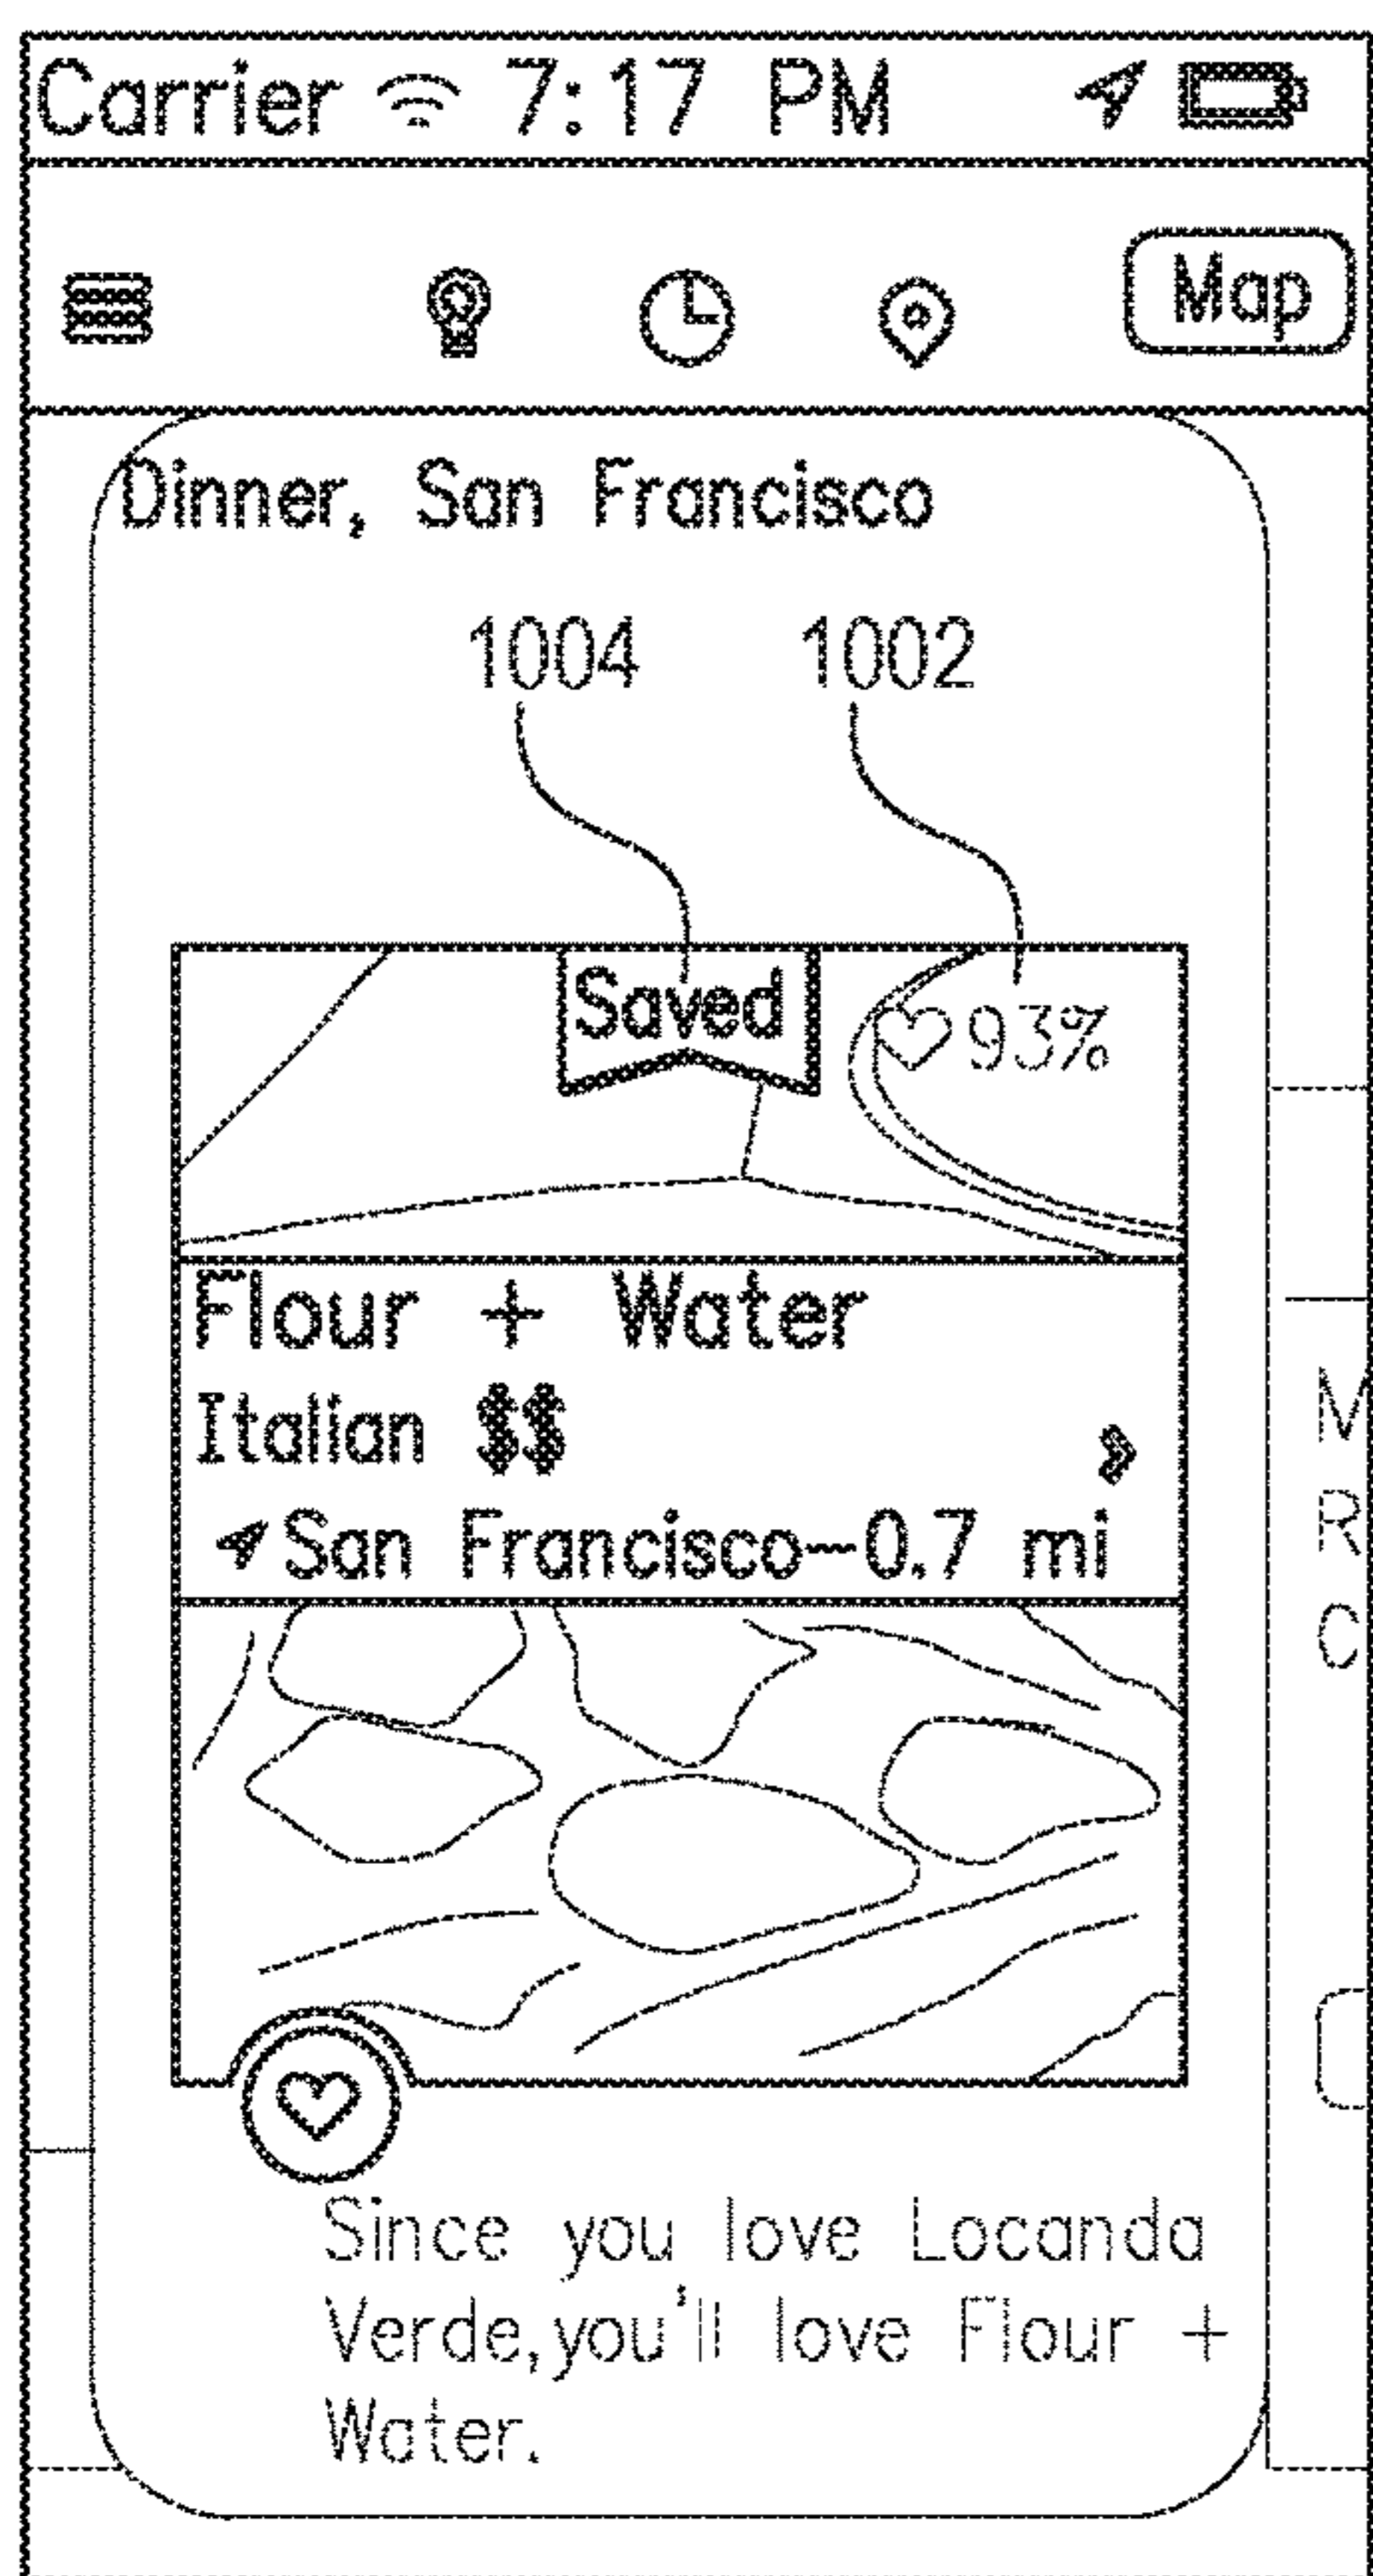 Carrier 7:17 PM
Map
Dinner, San Francisco
1004 1002
Saved
93%
Flour + Water
Italian $$
San Francisco—0.7 mi
M
R
C
Since you love Locanda
Verde,you'll love Flour +
Water.